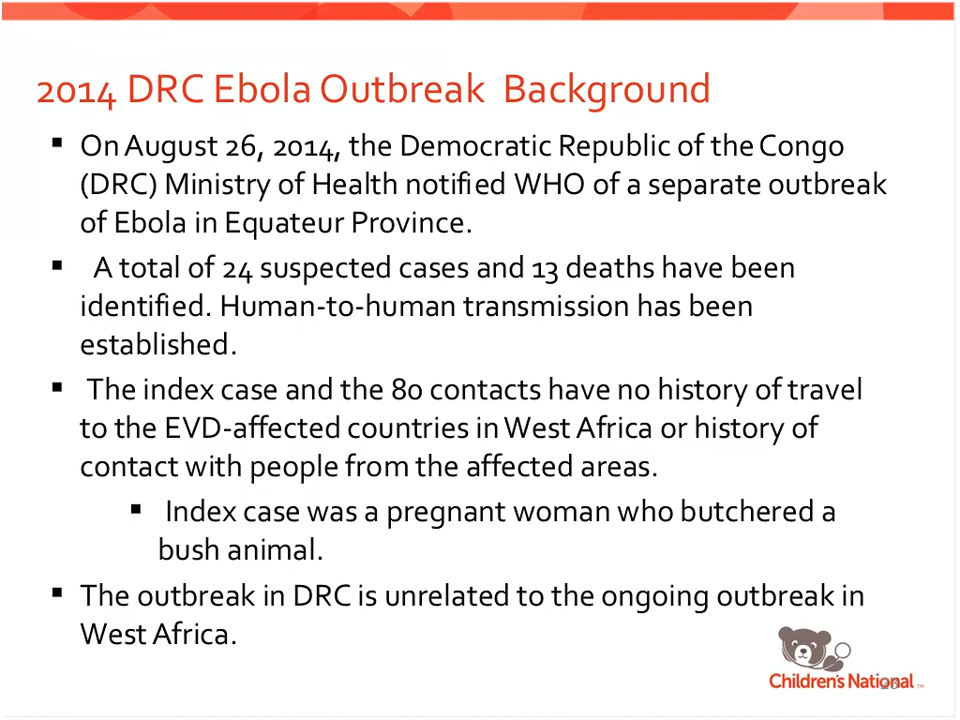 2014 DRC Ebola Outbreak Background
▪ On August 26, 2014, the Democratic Republic of the Congo
(DRC) Ministry of Health notified WHO of a separate outbreak
of Ebola in Equateur Province.
▪ A total of 24 suspected cases and 13 deaths have been
identified. Human-to-human transmission has been
established.
▪ The index case and the 80 contacts have no history of travel
to the EVD-affected countries in West Africa or history of
contact with people from the affected areas.
▪ Index case was a pregnant woman who butchered a
bush animal.
▪ The outbreak in DRC is unrelated to the ongoing outbreak in
West Africa.
Children's National ™